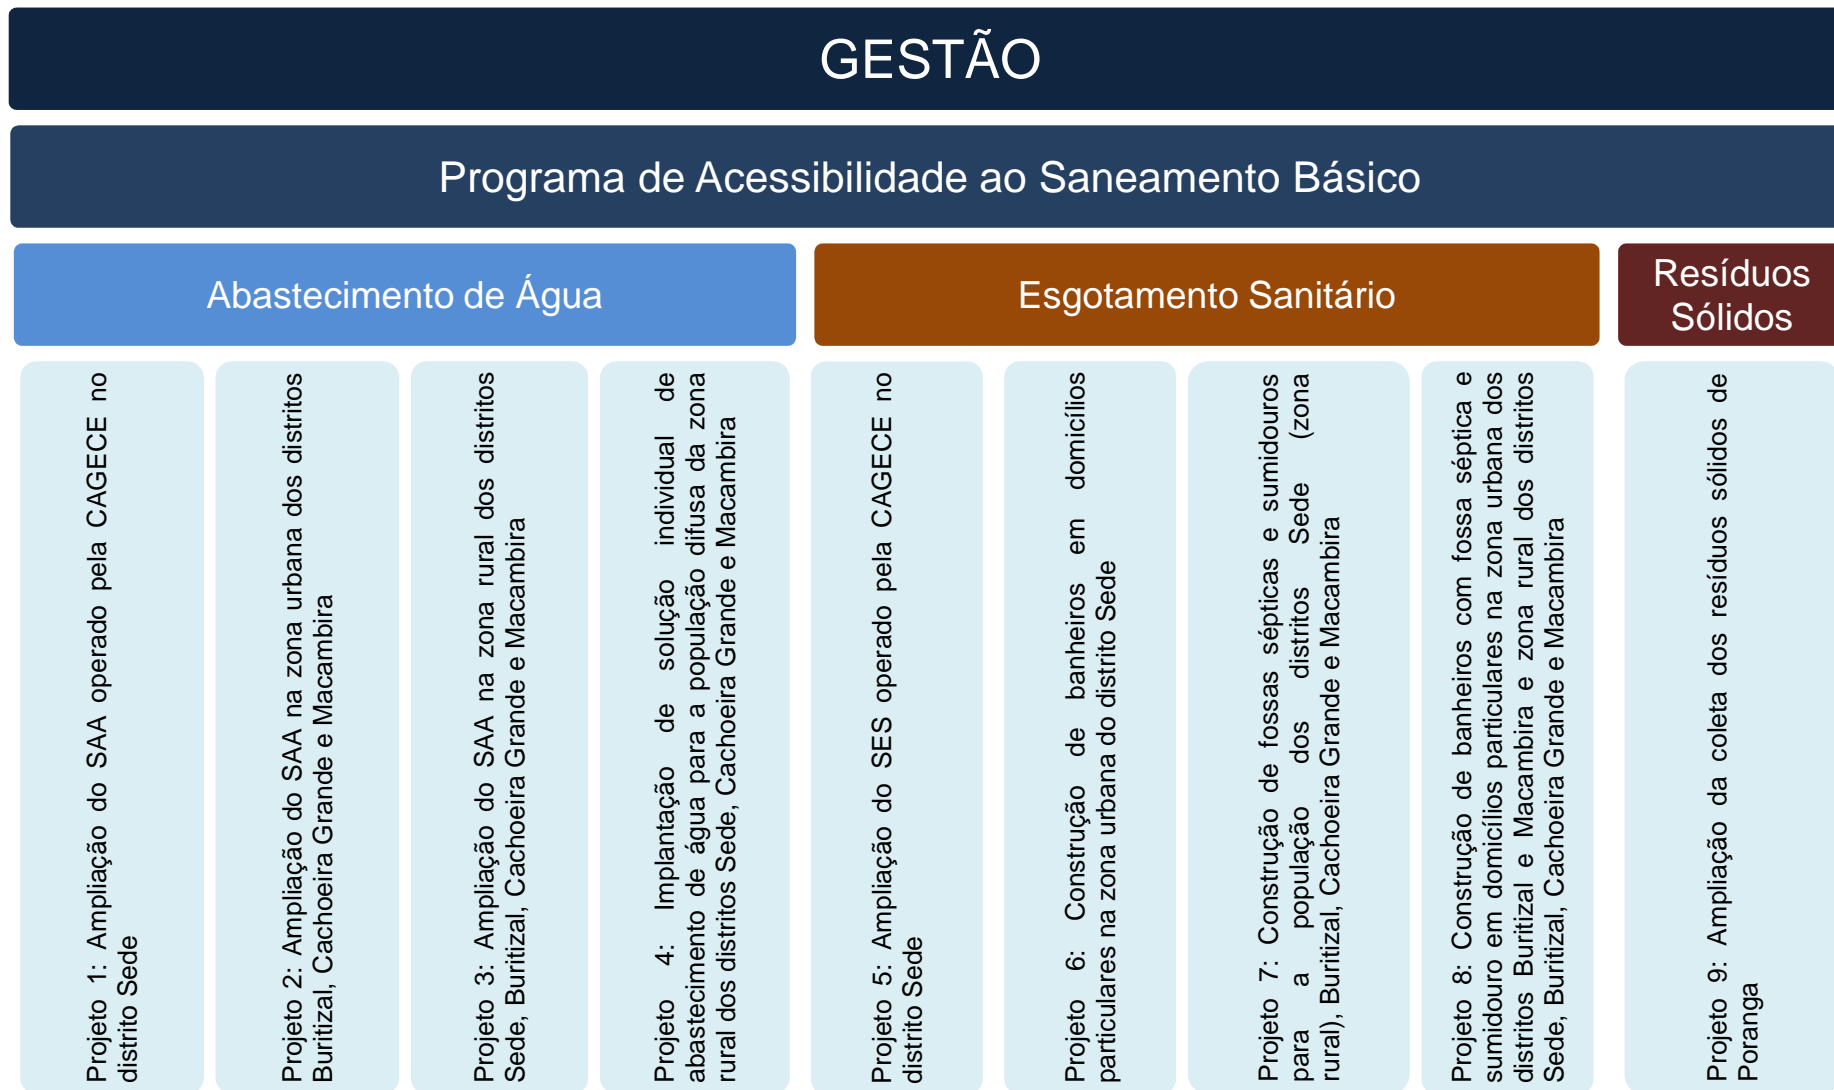 GESTÃO
Programa de Acessibilidade ao Saneamento Básico
Abastecimento de Água
Esgotamento Sanitário
Resíduos
Sólidos
Projeto 1: Ampliação do SAA operado pela CAGECE no
distrito Sede
Projeto 2: Ampliação do SAA na zona urbana dos distritos
Buritizal, Cachoeira Grande e Macambira
Projeto 3: Ampliação do SAA na zona rural dos distritos
Sede, Buritizal, Cachoeira Grande e Macambira
Projeto 4: Implantação de solução individual de
abastecimento de água para a população difusa da zona
rural dos distritos Sede, Cachoeira Grande e Macambira
Projeto 5: Ampliação do SES operado pela CAGECE no
distrito Sede
Projeto 6: Construção de banheiros em domicílios
particulares na zona urbana do distrito Sede
Projeto 7: Construção de fossas sépticas e sumidouros
para a população dos distritos Sede (zona
rural), Buritizal, Cachoeira Grande e Macambira
Projeto 8: Construção de banheiros com fossa séptica e
sumidouro em domicílios particulares na zona urbana dos
distritos Buritizal e Macambira e zona rural dos distritos
Sede, Buritizal, Cachoeira Grande e Macambira
Projeto 9: Ampliação da coleta dos resíduos sólidos de
Poranga